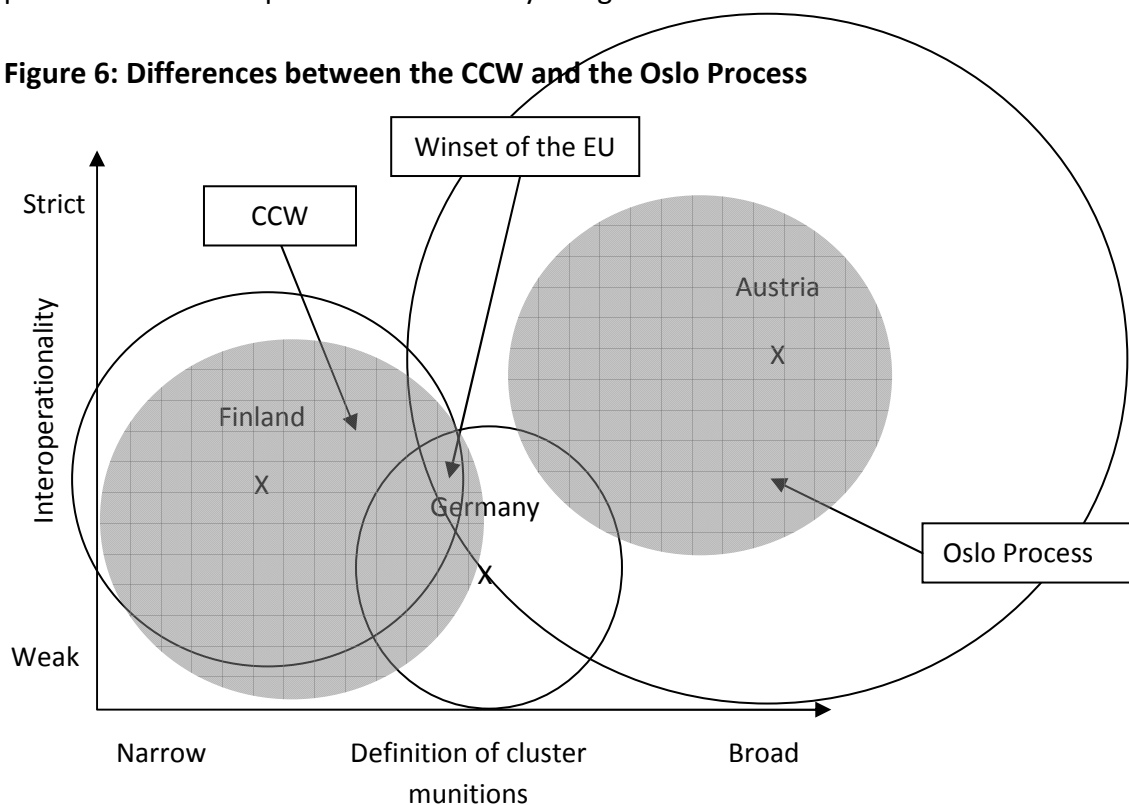 Figure 6: Differences between the CCW and the Oslo Process
Winset of the EU
CCW
Strict
Interoperationality
Weak
Austria
X
Finland
X
Germany
X
Oslo Process
Narrow
Definition of cluster
munitions
Broad